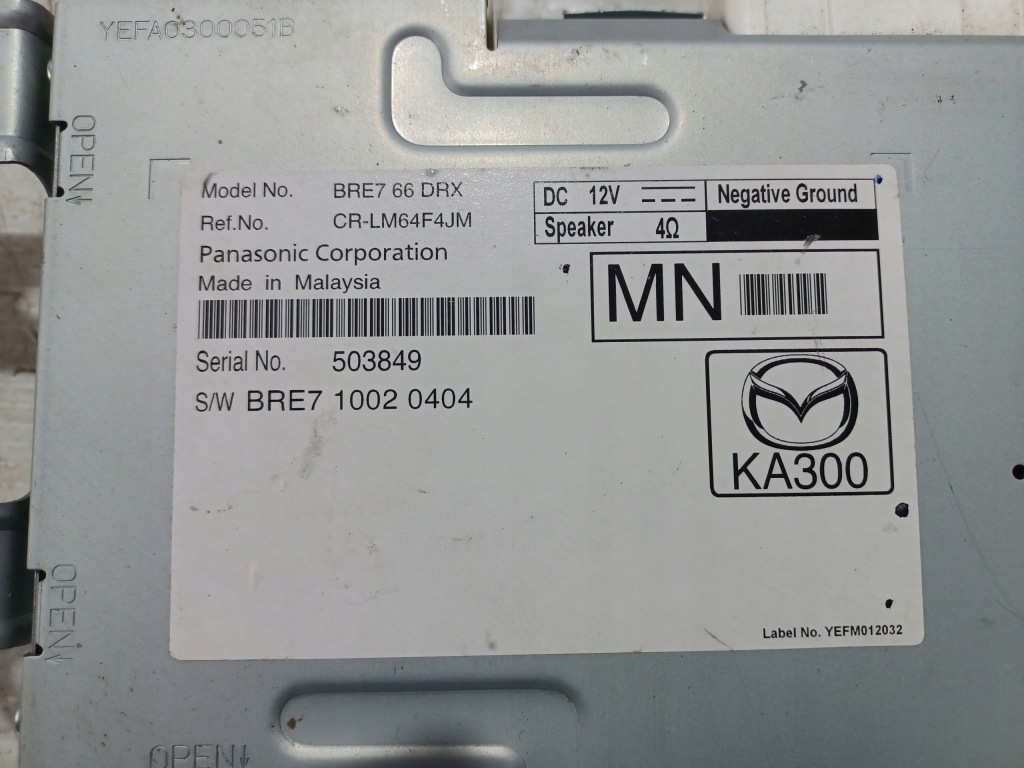 YEFA0300051B
OPEN↓
Model No. BRE7 66 DRX
Ref.No. CR-LM64F4JM
Panasonic Corporation
Made in Malaysia
DC 12V Negative Ground
Speaker 4Ω
MN
Serial No. 503849
S/W BRE7 1002 0404
KA300
OPEN↓
Label No. YEFM012032
OPEN↓